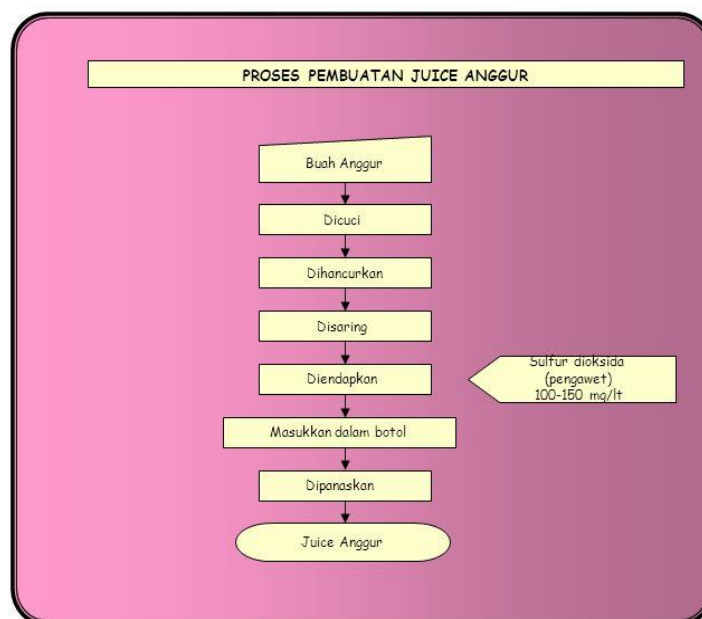 PROSES PEMBUATAN JUICE ANGGUR
Buah Anggur
Dicuci
Dihancurkan
Disaring
Diendapkan
Sulfur dioksida
(pengawet)
100-150 mg/lt
Masukkan dalam botol
Dipanaskan
Juice Anggur